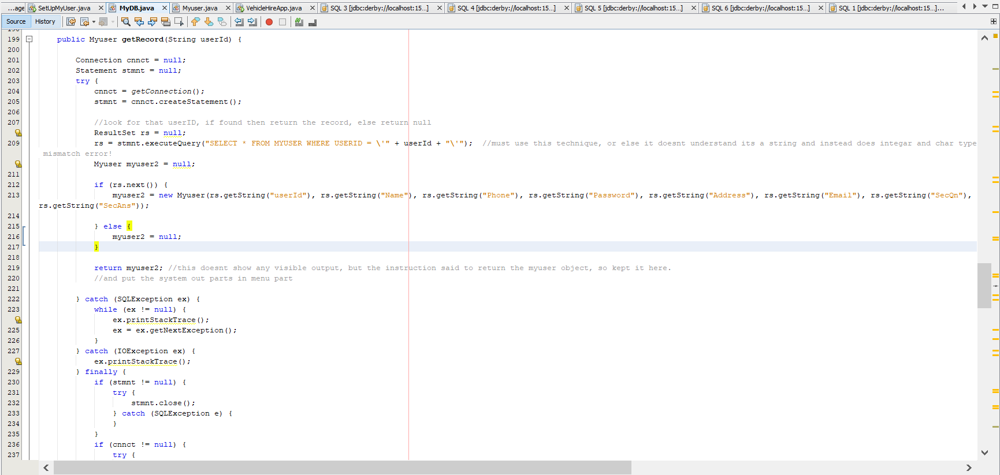 ...age SetUpMyUser.java MyDB.java Myuser.java VehicleHireApp.java SQL 3 [jdbc:derby://localhost:15...] SQL 4 [jdbc:derby://localhost:15...] SQL 5 [jdbc:derby://localhost:15...] SQL 6 [jdbc:derby://localhost:15...] SQL 1 [jdbc:derby://localhost:15...]...
Source History
198
199 public Myuser getRecord(String userId) {
200
201 Connection cnnct = null;
202 Statement stmnt = null;
203 try {
204 cnnct = getConnection();
205 stmnt = cnnct.createStatement();
206
207 //look for that userID, if found then return the record, else return null
ResultSet rs = null;
209 rs = stmnt.executeQuery("SELECT * FROM MYUSER WHERE USERID = \'" + userId + "\'"); //must use this technique, or else it doesnt understand its a string and instead does integar and char type
mismatch error!
Myuser myuser2 = null;
211
212 if (rs.next()) {
213 myuser2 = new Myuser(rs.getString("userId"), rs.getString("Name"), rs.getString("Phone"), rs.getString("Password"), rs.getString("Address"), rs.getString("Email"), rs.getString("SecQn"),
rs.getString("SecAns"));
214
215 } else {
216 myuser2 = null;
217 }
218
219 return myuser2; //this doesnt show any visible output, but the instruction said to return the myuser object, so kept it here.
220 //and put the system out parts in menu part
221
222 } catch (SQLException ex) {
223 while (ex != null) {
ex.printStackTrace();
225 ex = ex.getNextException();
226 }
227 } catch (IOException ex) {
ex.printStackTrace();
229 } finally {
230 if (stmnt != null) {
231 try {
232 stmnt.close();
233 } catch (SQLException e) {
234 }
235 }
236 if (cnnct != null) {
237 try {